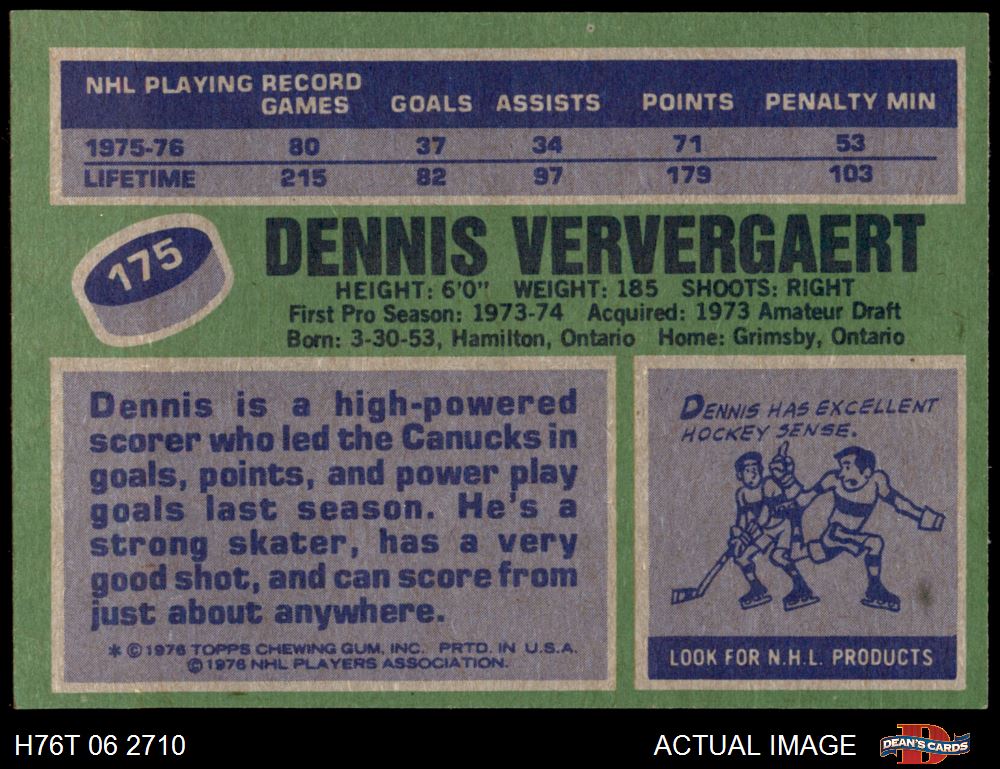 NHL PLAYING RECORD
GAMES GOALS ASSISTS POINTS PENALTY MIN
1975-76 80 37 34 71 53
LIFETIME 215 82 97 179 103
175
DENNIS VERVERGAERT
HEIGHT: 6'0" WEIGHT: 185 SHOOTS: RIGHT
First Pro Season: 1973-74 Acquired: 1973 Amateur Draft
Born: 3-30-53, Hamilton, Ontario Home: Grimsby, Ontario
Dennis is a high-powered
scorer who led the Canucks in
goals, points, and power play
goals last season. He's a
strong skater, has a very
good shot, and can score from
just about anywhere.
* © 1976 TOPPS CHEWING GUM, INC. PRTD. IN U.S.A.
© 1976 NHL PLAYERS ASSOCIATION.
DENNIS HAS EXCELLENT
HOCKEY SENSE.
LOOK FOR N.H.L. PRODUCTS
H76T 06 2710
ACTUAL IMAGE
D
DEAN'S CARDS